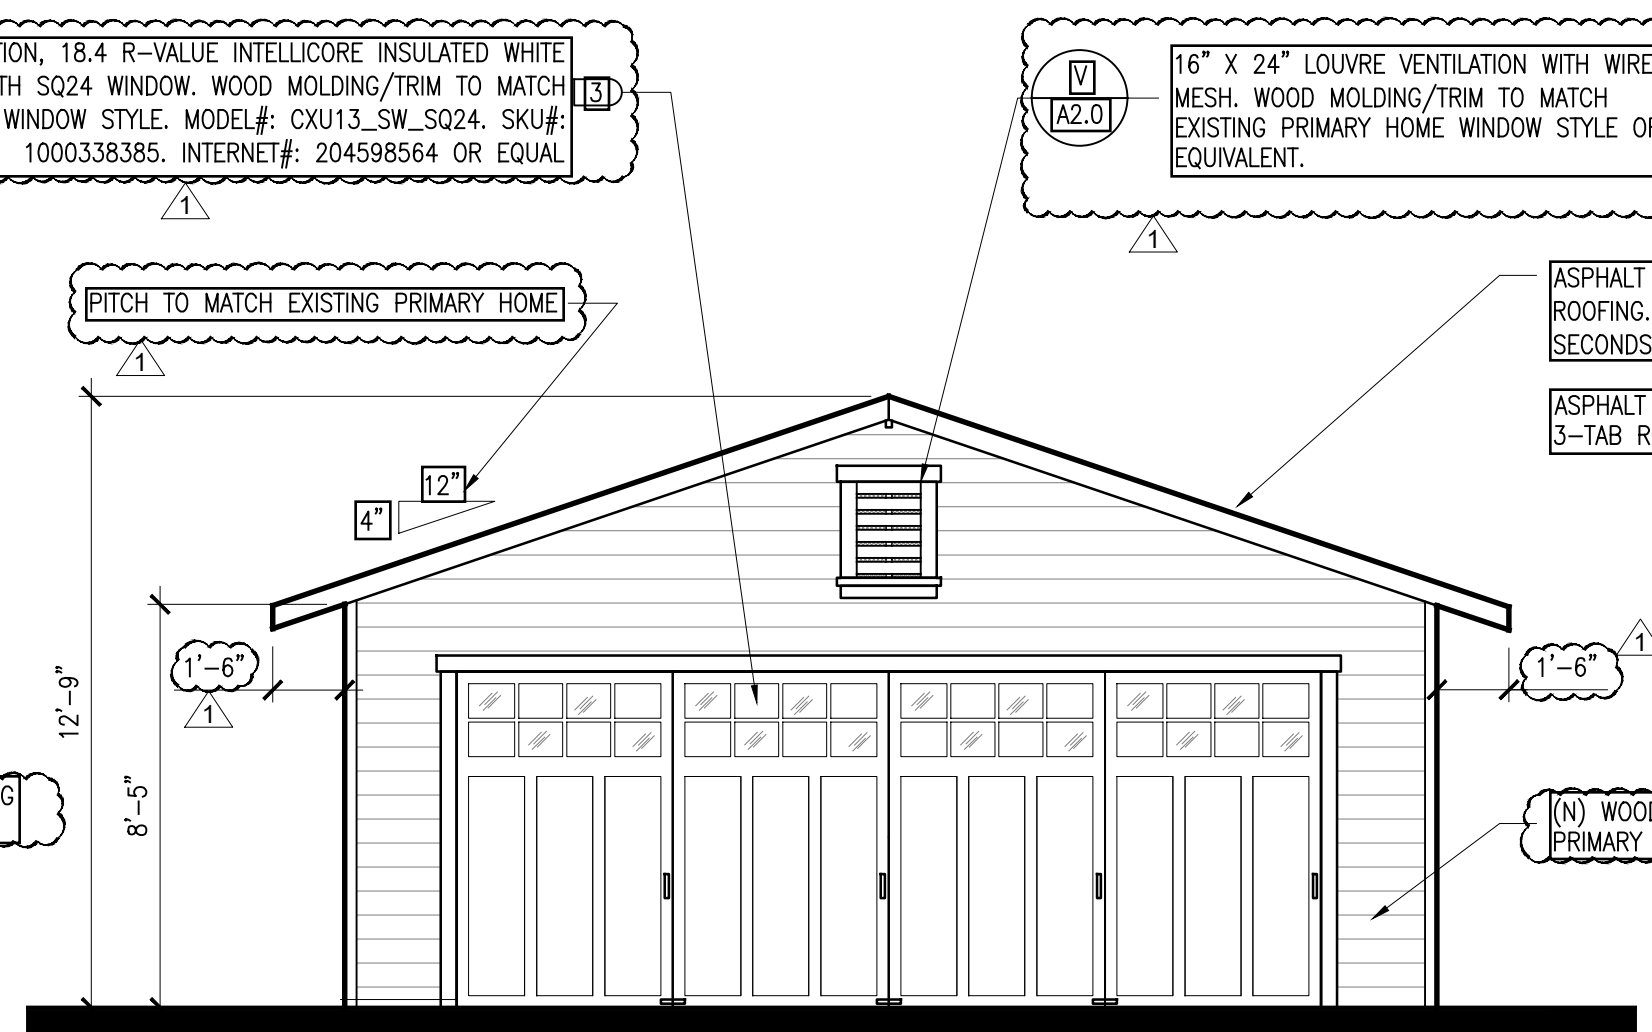 TION, 18.4 R-VALUE INTELLICORE INSULATED WHITE
TH SQ24 WINDOW. WOOD MOLDING/TRIM TO MATCH
WINDOW STYLE. MODEL#: CXU13_SW_SQ24. SKU#:
1000338385. INTERNET#: 204598564 OR EQUAL
3
1
V
A2.0
16" X 24" LOUVRE VENTILATION WITH WIRE
MESH. WOOD MOLDING/TRIM TO MATCH
EXISTING PRIMARY HOME WINDOW STYLE OR
EQUIVALENT.
1
PITCH TO MATCH EXISTING PRIMARY HOME
1
ASPHALT
ROOFING.
SECONDS
ASPHALT
3-TAB R
12"
4"
1'-6"
1
1'-6"
1
12'-9"
8'-5"
G
(N) WOOD
PRIMARY